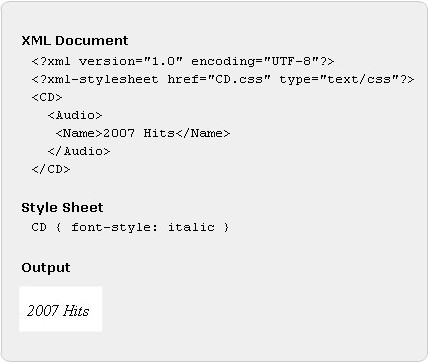 XML Document
<?xml version="1.0" encoding="UTF-8"?>
<?xml-stylesheet href="CD.css" type="text/css"?>
<CD>
<Audio>
<Name>2007 Hits</Name>
</Audio>
</CD>
Style Sheet
CD { font-style: italic }
Output
2007 Hits